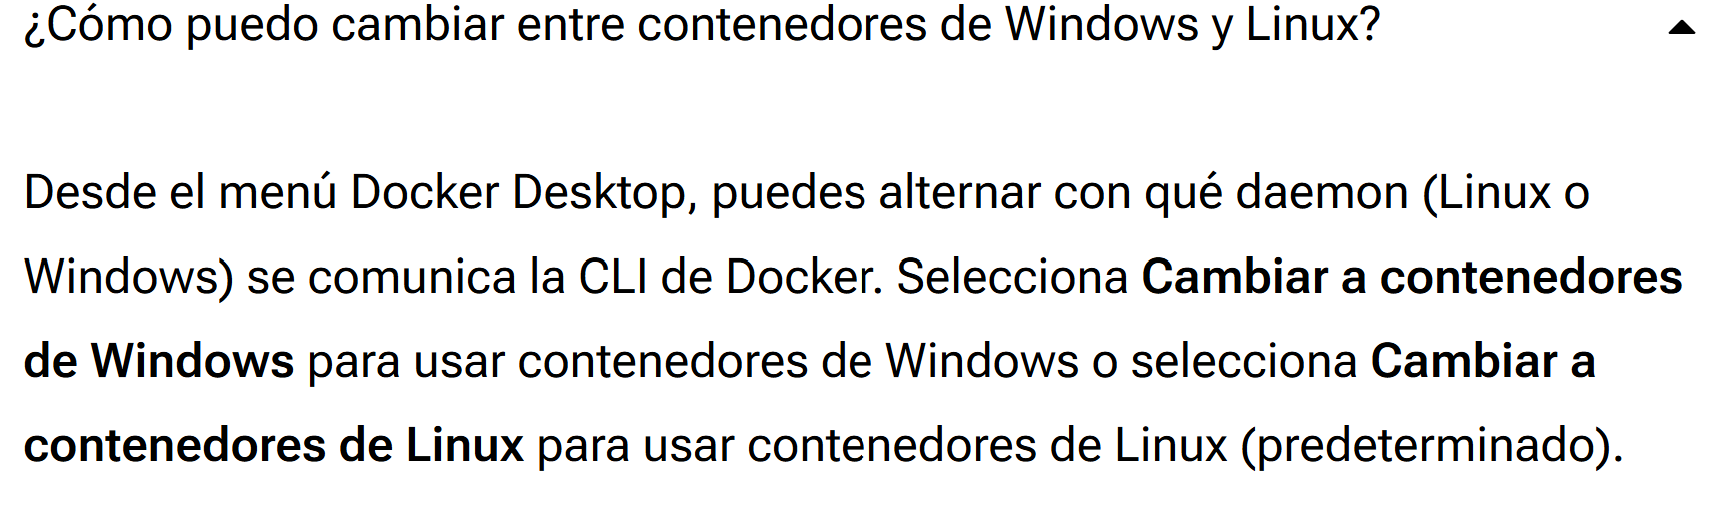 ¿Cómo puedo cambiar entre contenedores de Windows y Linux?
Desde el menú Docker Desktop, puedes alternar con qué daemon (Linux o
Windows) se comunica la CLI de Docker. Selecciona Cambiar a contenedores
de Windows para usar contenedores de Windows o selecciona Cambiar a
contenedores de Linux para usar contenedores de Linux (predeterminado).